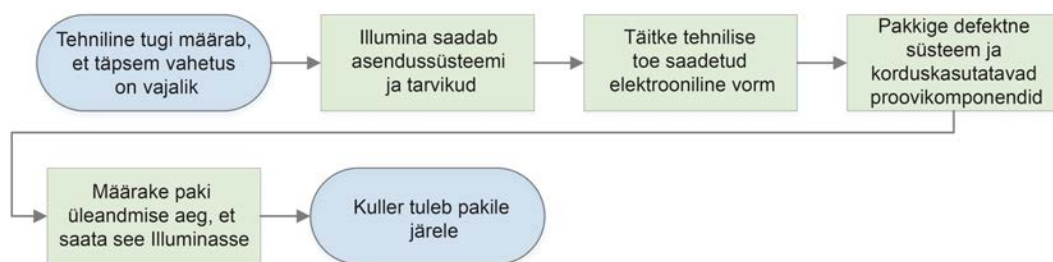 Tehniline tugi määrab,
et täpsem vahetus
on vajalik
Illumina saadab
asendussüsteemi
ja tarvikud
Täitke tehnilise
toe saadetud
elektrooniline vorm
Pakkige defektne
süsteem ja
korduskasutatavad
proovikomponendid
Määrake paki
üleandmise aeg, et
saata see Illuminasse
Kuller tuleb pakile
järele